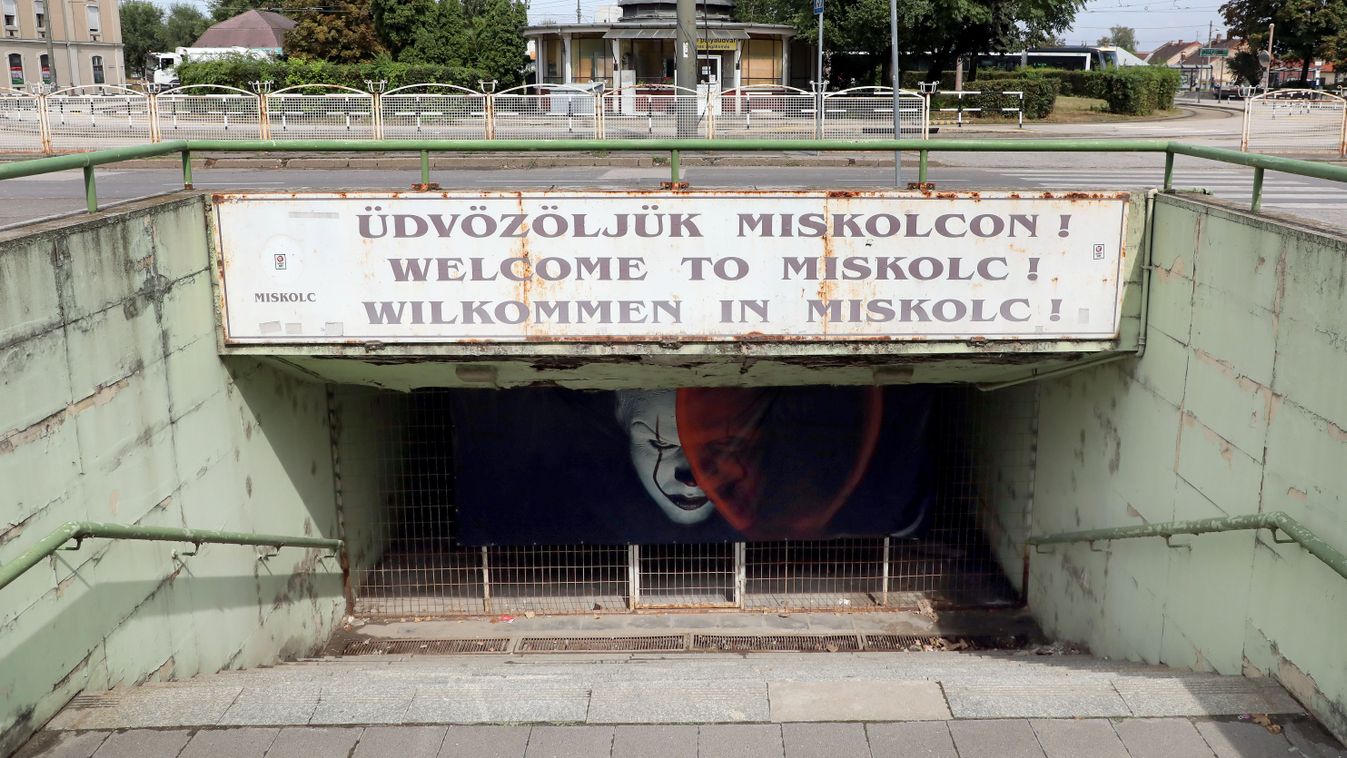 ÜDVÖZÖLJÜK MISKOLCON !
WELCOME TO MISKOLC !
WILKOMMEN IN MISKOLC !
MISKOLC